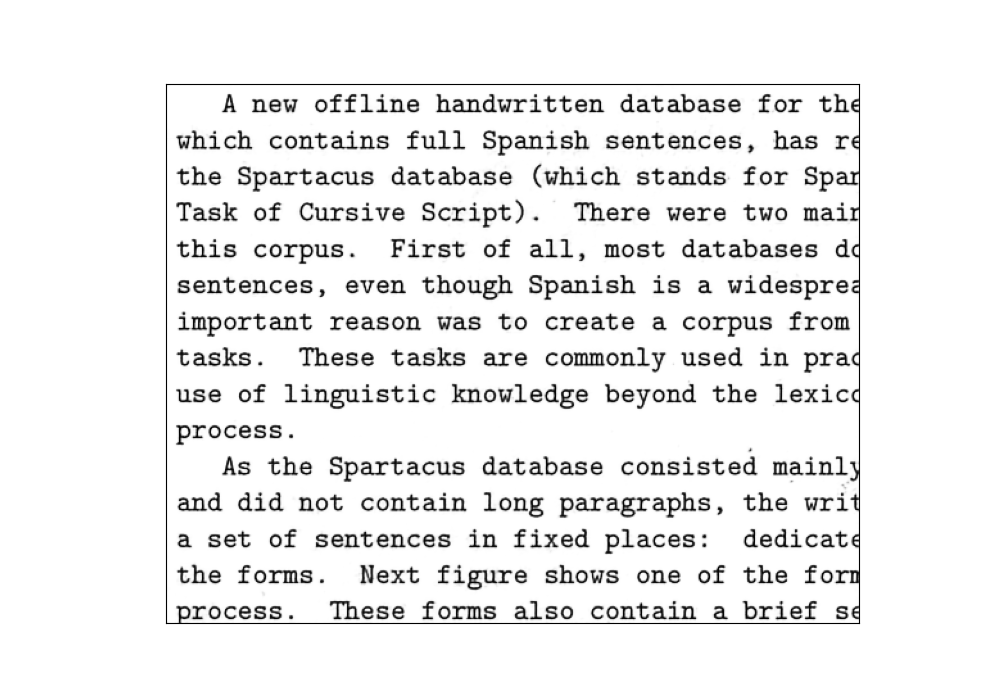 A new offline handwritten database for the
which contains full Spanish sentences, has re
the Spartacus database (which stands for Span
Task of Cursive Script). There were two main
this corpus. First of all, most databases do
sentences, even though Spanish is a widesprea
important reason was to create a corpus from
tasks. These tasks are commonly used in prac
use of linguistic knowledge beyond the lexico
process.
As the Spartacus database consisted mainly
and did not contain long paragraphs, the writ
a set of sentences in fixed places: dedicate
the forms. Next figure shows one of the form
process. These forms also contain a brief se